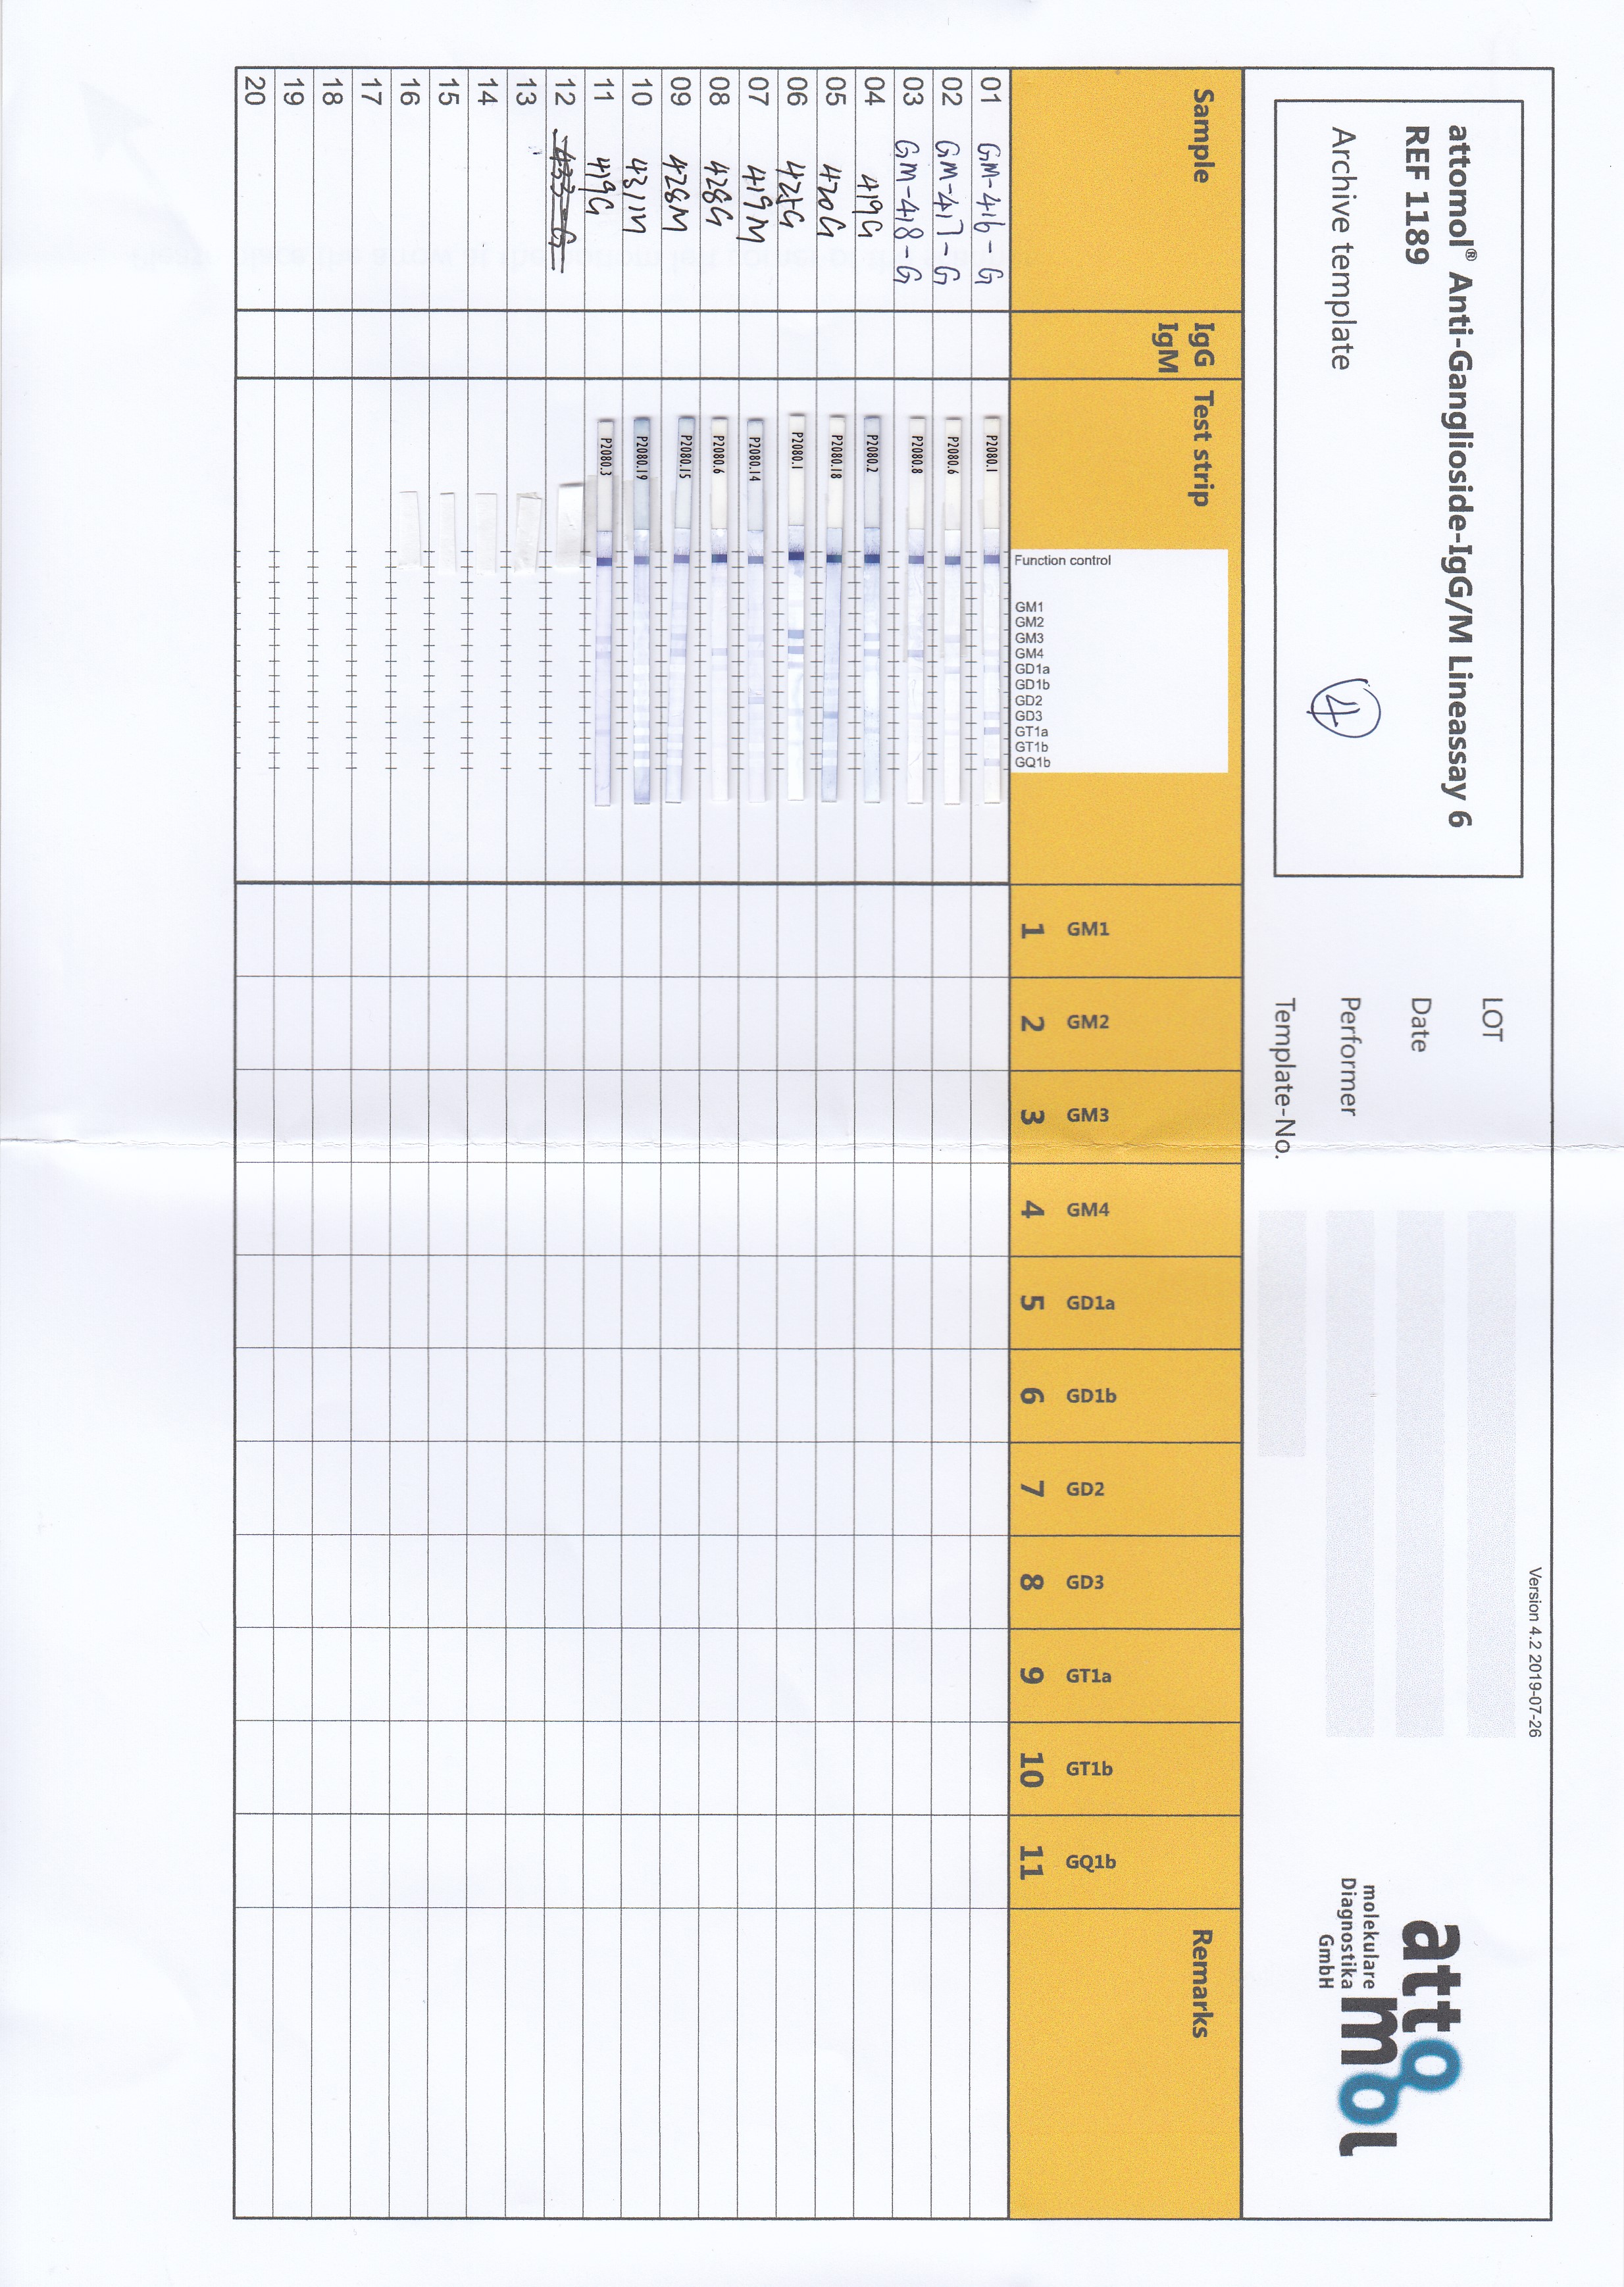 Version 4.2 2019-07-26
attomol® Anti-Ganglioside-IgG/M Lineassay 6
REF 1189
Archive template
4
LOT
Date
Performer
Template-No.
attomol
molekulare
Diagnostika
GmbH
Sample
IgG
IgM
Test strip
Function control
GM1
GM2
GM3
GM4
GD1a
GD1b
GD2
GD3
GT1a
GT1b
GQ1b
GM1 GM2 GM3 GM4 GD1a GD1b GD2 GD3 GT1a GT1b GQ1b
1 2 3 4 5 6 7 8 9 10 11
Remarks
01 GM-416-G P2080.1
02 GM-417-G P2080.6
03 GM-418-G P2080.8
04 419G P2080.2
05 420G P2080.18
06 425G P2080.1
07 419M P2080.14
08 428G P2080.6
09 428M P2080.15
10 431M P2080.19
11 419G P2080.3
12 433-G
13
14
15
16
17
18
19
20